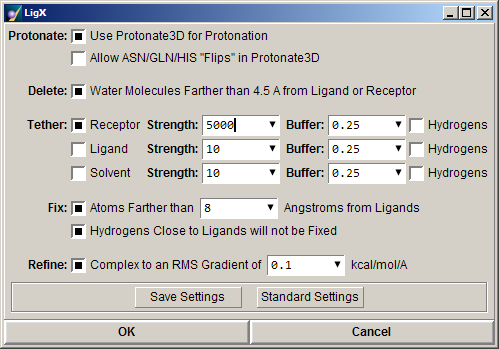 LigX
Protonate: Use Protonate3D for Protonation
Allow ASN/GLN/HIS "Flips" in Protonate3D
Delete: Water Molecules Farther than 4.5 A from Ligand or Receptor
Tether: Receptor Strength: 5000 Buffer: 0.25 Hydrogens
Ligand Strength: 10 Buffer: 0.25 Hydrogens
Solvent Strength: 10 Buffer: 0.25 Hydrogens
Fix: Atoms Farther than 8 Angstroms from Ligands
Hydrogens Close to Ligands will not be Fixed
Refine: Complex to an RMS Gradient of 0.1 kcal/mol/A
Save Settings Standard Settings
OK Cancel